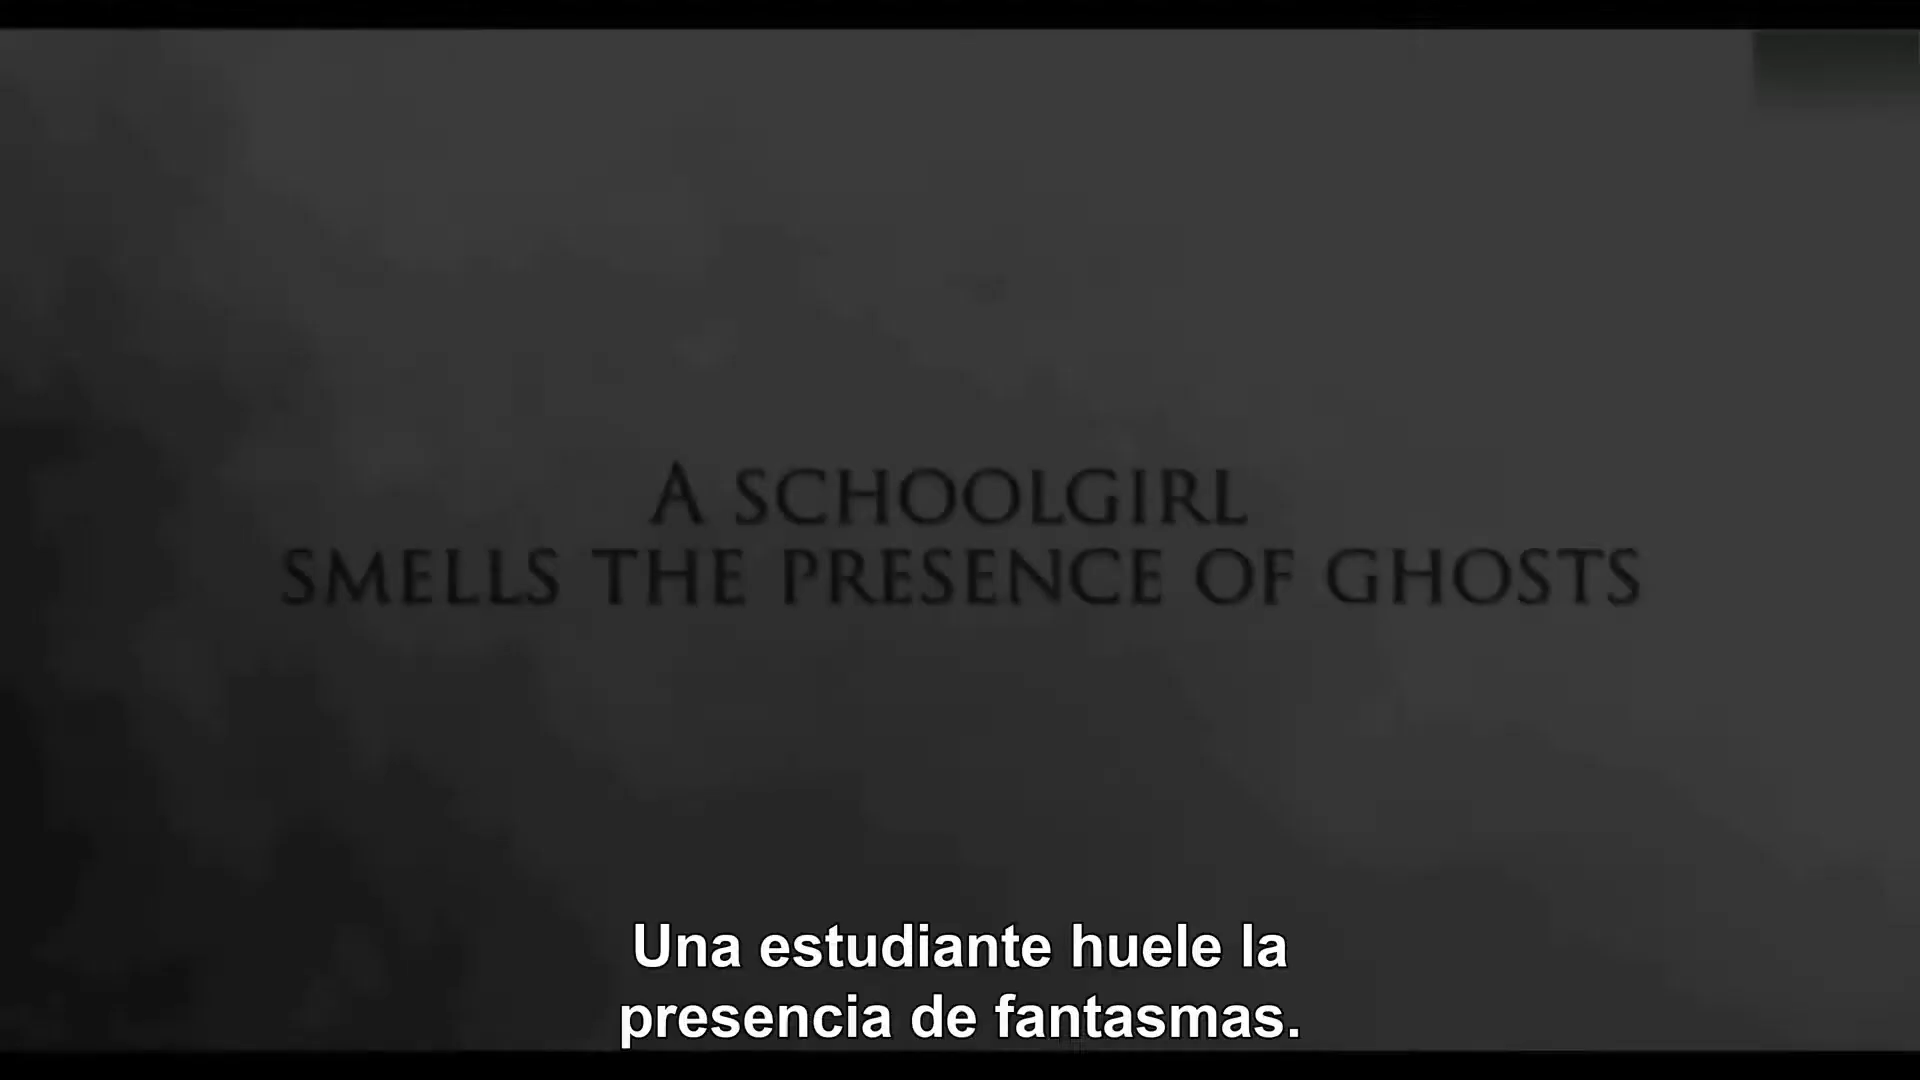 A SCHOOLGIRL
SMELLS THE PRESENCE OF GHOSTS
Una estudiante huele la
presencia de fantasmas.